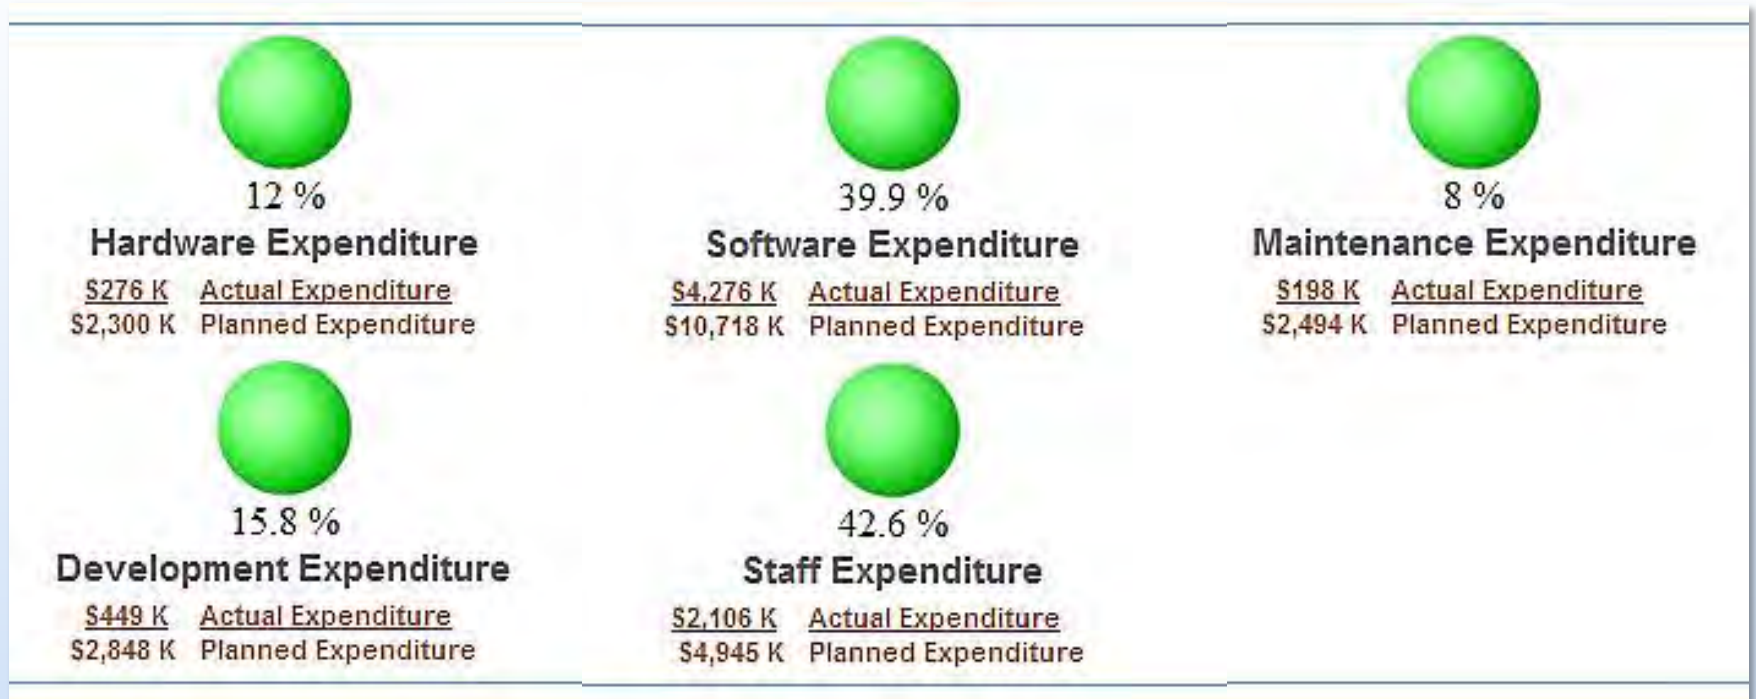 12 %
Hardware Expenditure
$276 K Actual Expenditure
$2,300 K Planned Expenditure
39.9 %
Software Expenditure
$4,276 K Actual Expenditure
$10,718 K Planned Expenditure
8 %
Maintenance Expenditure
$198 K Actual Expenditure
$2,494 K Planned Expenditure
15.8 %
Development Expenditure
$449 K Actual Expenditure
$2,848 K Planned Expenditure
42.6 %
Staff Expenditure
$2,106 K Actual Expenditure
$4,945 K Planned Expenditure